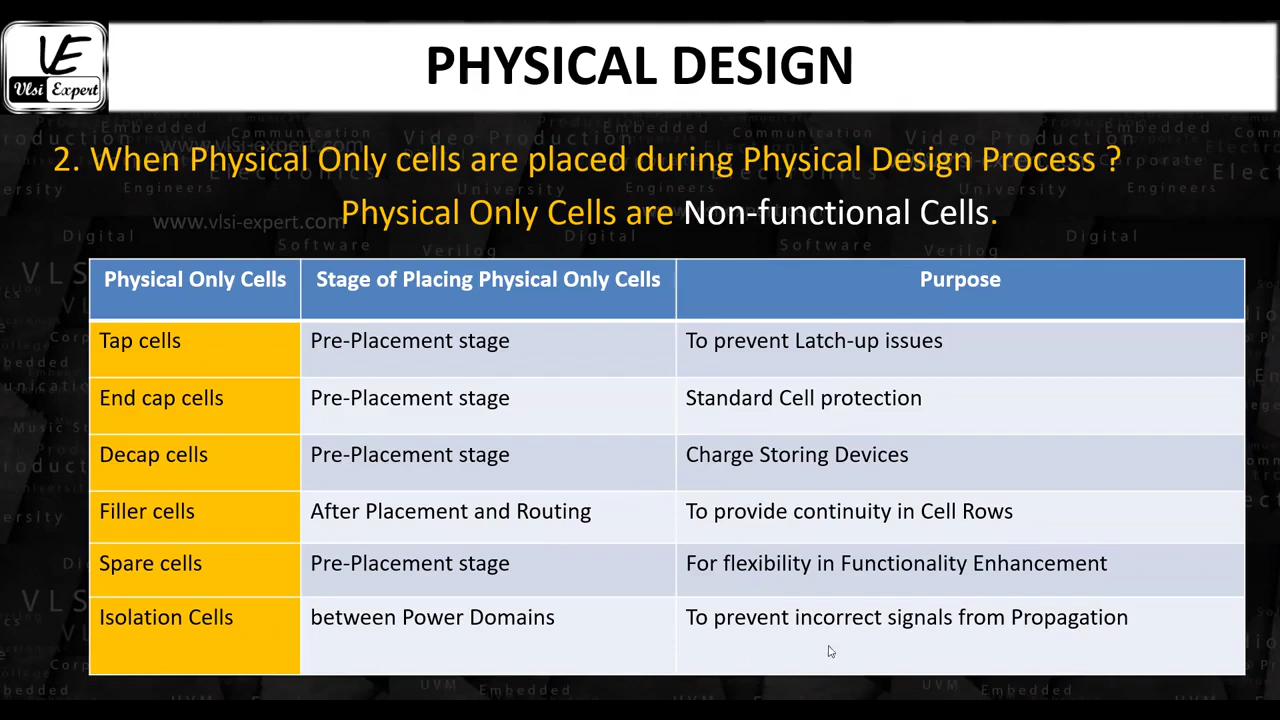 VE
Vlsi Expert
PHYSICAL DESIGN
2. When Physical Only cells are placed during Physical Design Process ?
Physical Only Cells are Non-functional Cells.
www.vlsi-expert.com
Physical Only Cells Stage of Placing Physical Only Cells Purpose
Tap cells Pre-Placement stage To prevent Latch-up issues
End cap cells Pre-Placement stage Standard Cell protection
Decap cells Pre-Placement stage Charge Storing Devices
Filler cells After Placement and Routing To provide continuity in Cell Rows
Spare cells Pre-Placement stage For flexibility in Functionality Enhancement
Isolation Cells between Power Domains To prevent incorrect signals from Propagation